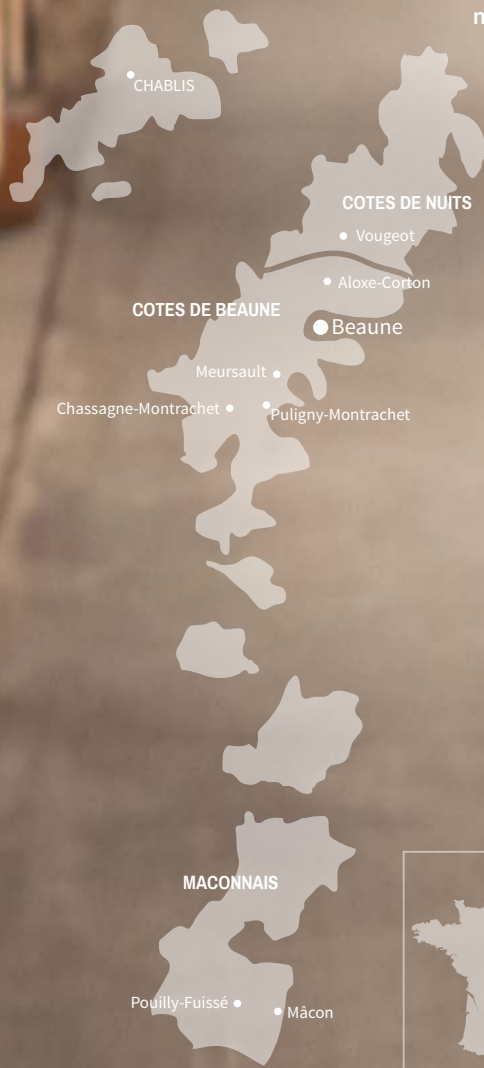 CHABLIS
COTES DE NUITS
Vougeot
Aloxe-Corton
COTES DE BEAUNE
Beaune
Meursault
Chassagne-Montrachet
Puligny-Montrachet
MACONNAIS
Pouilly-Fuissé
Mâcon